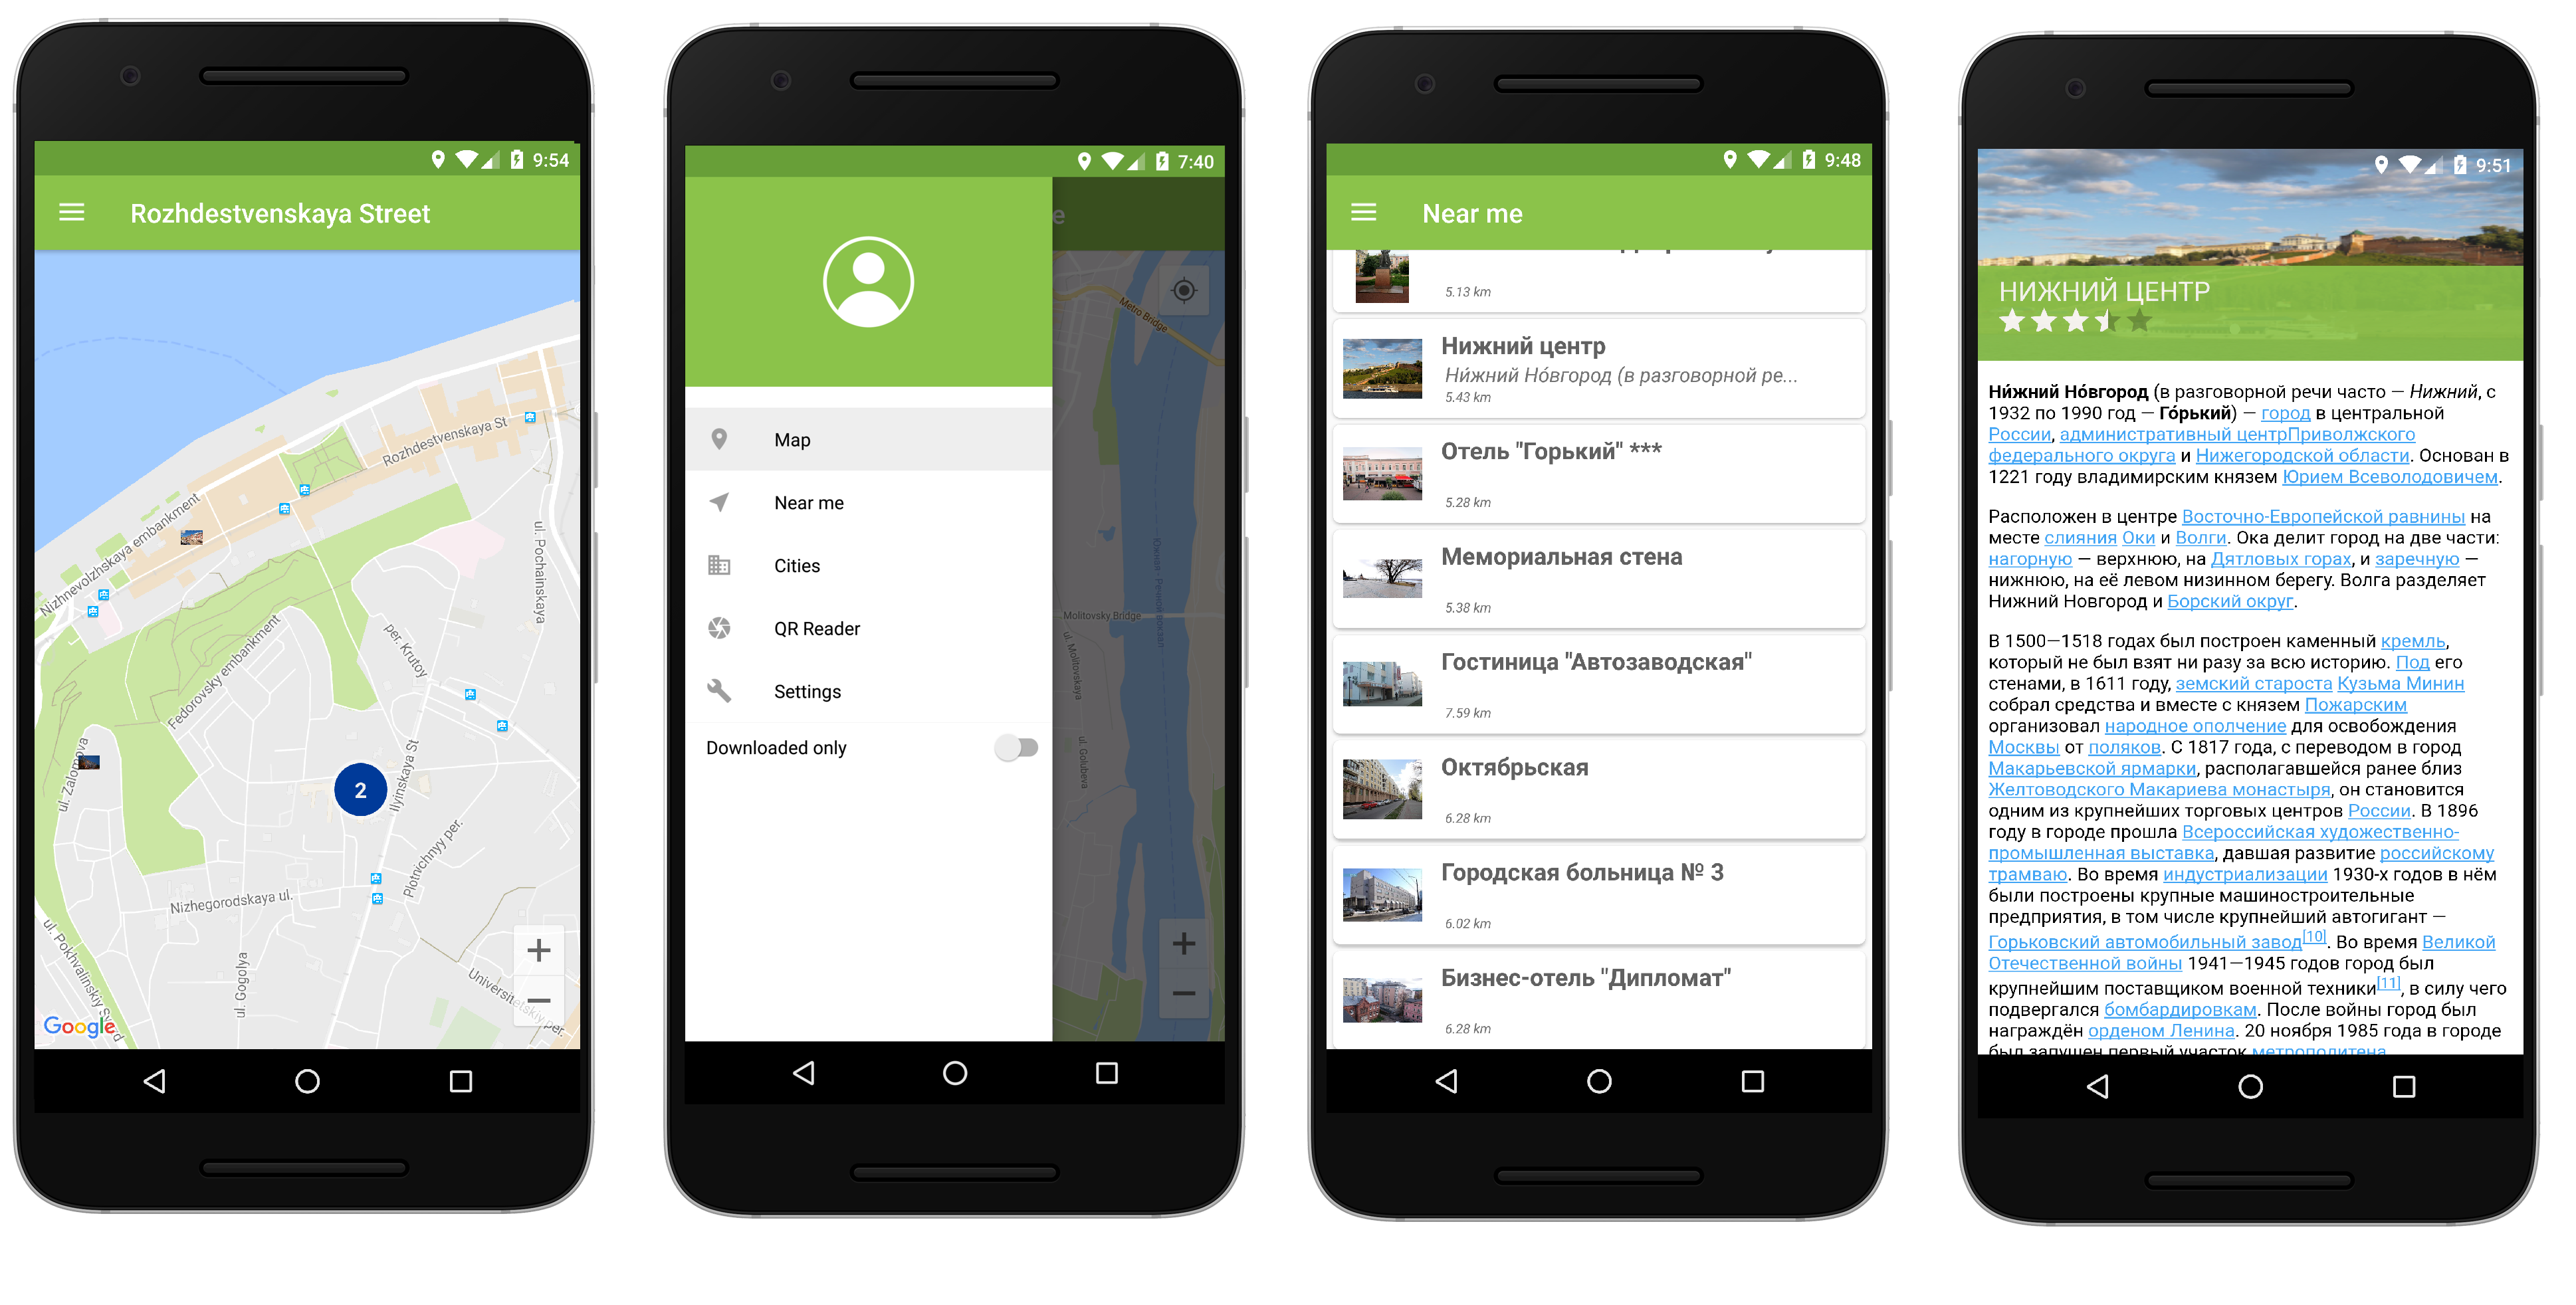 9:54
Rozhdestvenskaya Street
Rozhdestvenskaya St
Nizhnevolzhskaya embankment
ul. Pochainskaya
per. Krutoy
Fedorovsky embankment
ul. Zalomova
2
Ilyinskaya St
Plotnichnyy per.
Nizhegorodskaya ul.
ul. Pokhvalinskiy S
d
ul. Gogolya
Universitetskiy per.
+
−
Google
7:40
e
Metro Bridge
Map
Near me
Cities
QR Reader
Settings
Downloaded only
Molitovsky Bridge
ul. Molitovskaya
ul. Golubeva
+
−
9:48
Near me
5.13 km
Нижний центр
Ни́жний Но́вгород (в разговорной ре...
5.43 km
Отель "Горький" ***
5.28 km
Мемориальная стена
5.38 km
Гостиница "Автозаводская"
7.59 km
Октябрьская
6.28 km
Городская больница № 3
6.02 km
Бизнес-отель "Дипломат"
6.28 km
9:51
НИЖНИЙ ЦЕНТР
Ни́жний Но́вгород (в разговорной речи часто — Нижний, с
1932 по 1990 год — Го́рький) — город в центральной
России, административный центрПриволжского
федерального округа и Нижегородской области. Основан в
1221 году владимирским князем Юрием Всеволодовичем.
Расположен в центре Восточно-Европейской равнины на
месте слияния Оки и Волги. Ока делит город на две части:
нагорную — верхнюю, на Дятловых горах, и заречную —
нижнюю, на её левом низинном берегу. Волга разделяет
Нижний Новгород и Борский округ.
В 1500—1518 годах был построен каменный кремль,
который не был взят ни разу за всю историю. Под его
стенами, в 1611 году, земский староста Кузьма Минин
собрал средства и вместе с князем Пожарским
организовал народное ополчение для освобождения
Москвы от поляков. С 1817 года, с переводом в город
Макарьевской ярмарки, располагавшейся ранее близ
Желтоводского Макариева монастыря, он становится
одним из крупнейших торговых центров России. В 1896
году в городе прошла Всероссийская художественно-
промышленная выставка, давшая развитие российскому
трамваю. Во время индустриализации 1930-х годов в нём
были построены крупные машиностроительные
предприятия, в том числе крупнейший автогигант —
Горьковский автомобильный завод[10]. Во время Великой
Отечественной войны 1941—1945 годов город был
крупнейшим поставщиком военной техники[11], в силу чего
подвергался бомбардировкам. После войны город был
награждён орденом Ленина. 20 ноября 1985 года в городе
был запущен первый участок метрополитена